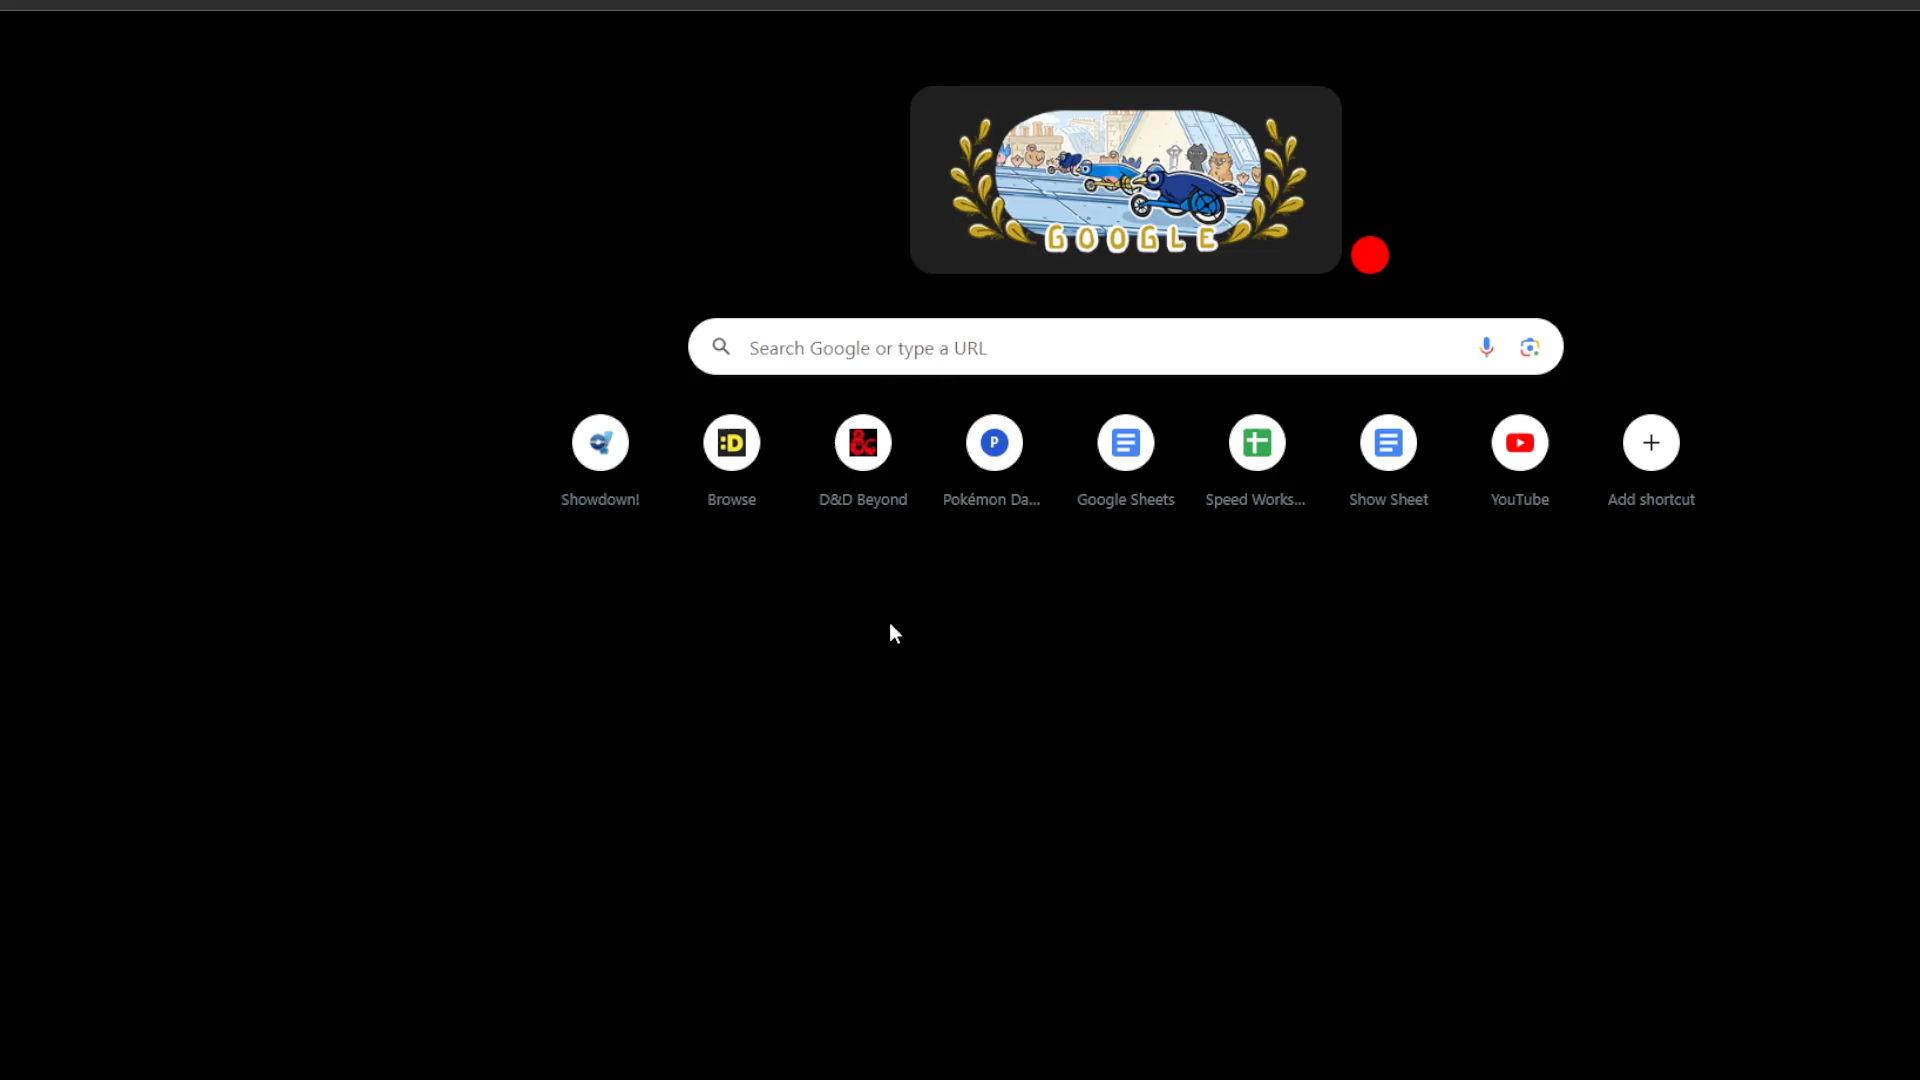 GOOGLE
Search Google or type a URL
Showdown!
:D
Browse
&
D&D Beyond
P
Pokémon Da...
Google Sheets
Speed Works...
Show Sheet
YouTube
Add shortcut